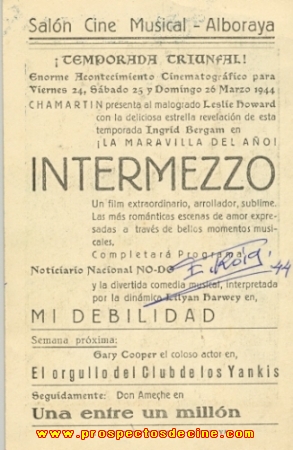 Salón Cine Musical - Alboraya
¡TEMPORADA TRIUNFAL!
Enorme Acontecimiento Cinematográfico para
Viernes 24, Sábado 25 y Domingo 26 Marzo 1944
CHAMARTIN presenta al malogrado Leslie Howard
con la deliciosa estrella revelación de esta
temporada Ingrid Bergam en
¡LA MARAVILLA DEL AÑO!
INTERMEZZO
Un film extraordinario, arrollador, sublime.
Las más románticas escenas de amor expre-
sadas a través de bellos momentos musi-
cales.
Completará Programa
Noticiario Nacional NO-DO
E. Roig 44
y la divertida comedia musical, interpretada
por la dinámica Lilyan Harwey en,
MI DEBILIDAD
Semana próxima:
Gary Cooper el coloso actor en,
El orgullo del Club de los Yankis
Seguidamente: Don Ameche en
Una entre un millón
www.prospectosdecine.com